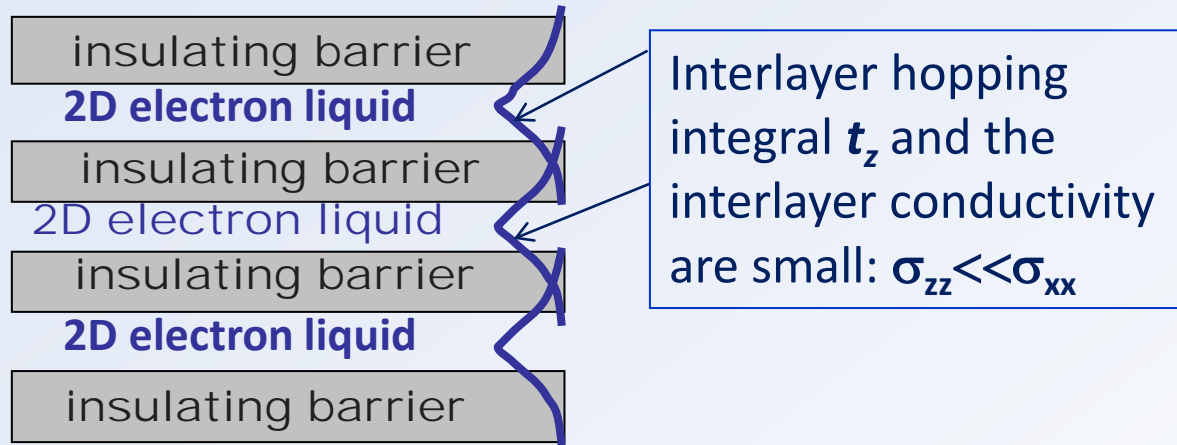 insulating barrier
2D electron liquid
insulating barrier
2D electron liquid
insulating barrier
2D electron liquid
insulating barrier
Interlayer hopping
integral tz and the
interlayer conductivity
are small: σzz<<σxx